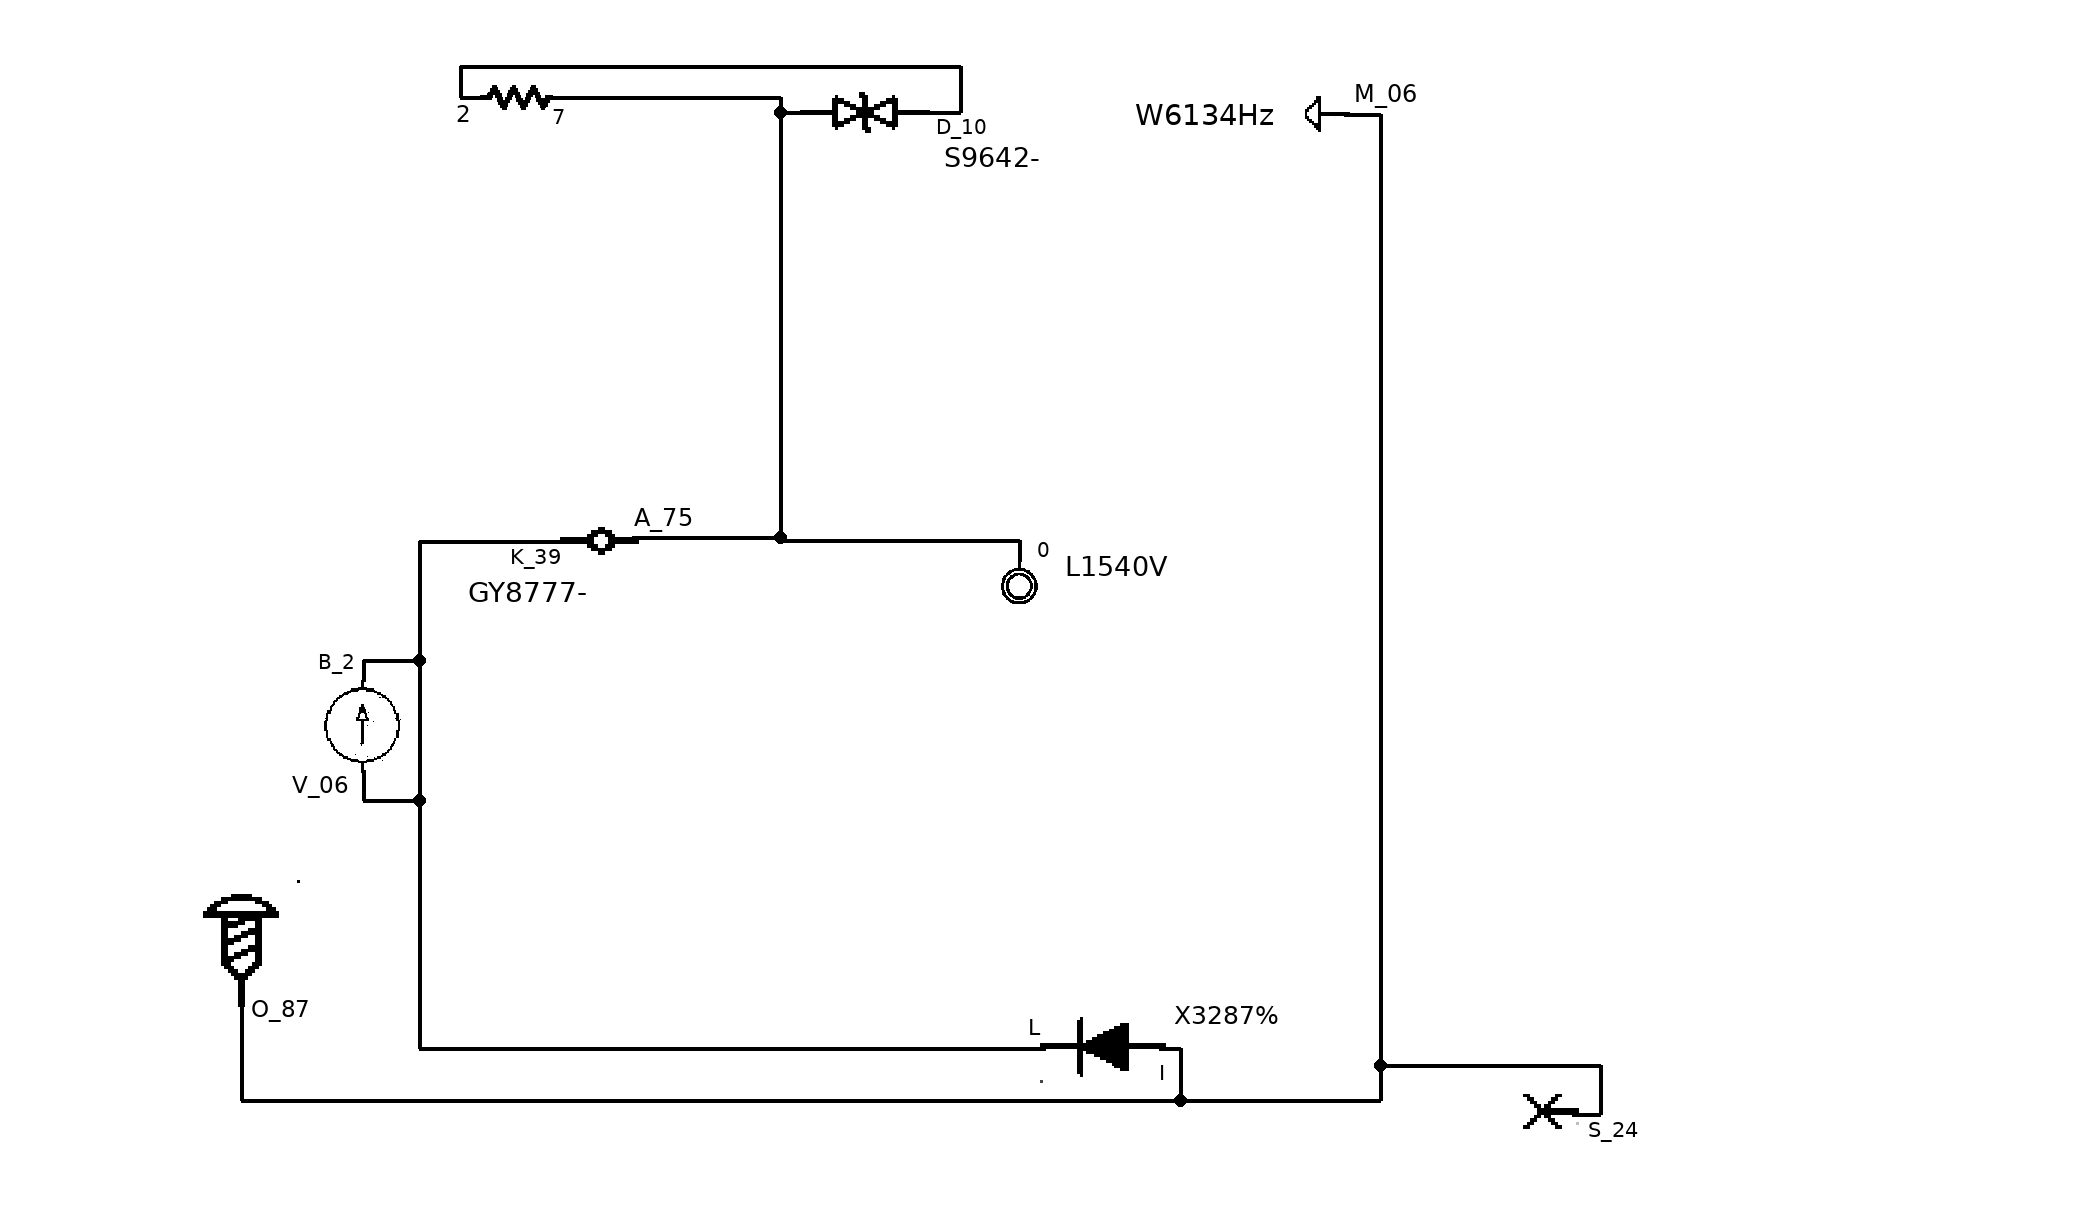 M_06
W6134Hz
2
7
D_10
S9642-
A_75
K_39
GY8777-
0
L1540V
B_2
V_06
O_87
X3287%
L
I
S_24